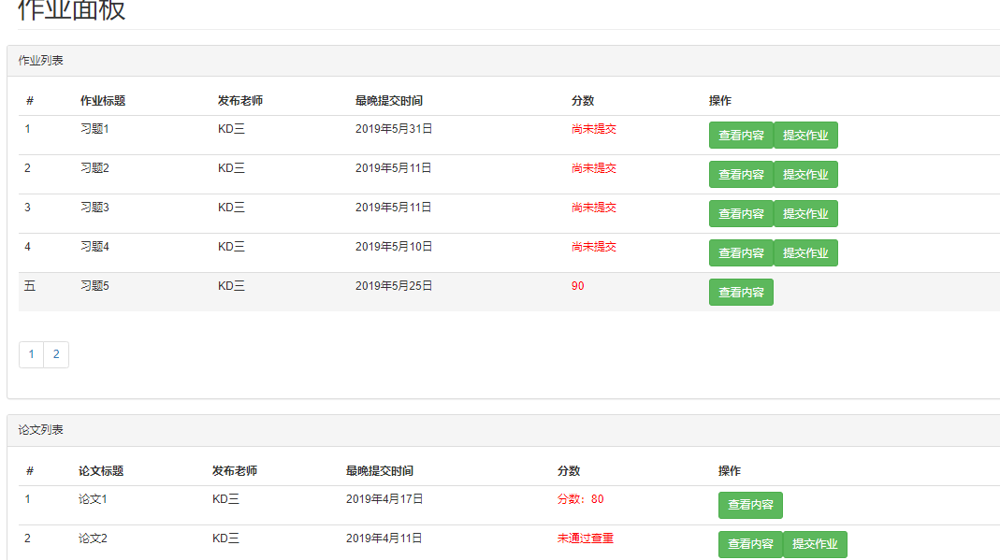 作业面板
作业列表
# 作业标题 发布老师 最晚提交时间 分数 操作
1 习题1 KD三 2019年5月31日 尚未提交 查看内容 提交作业
2 习题2 KD三 2019年5月11日 尚未提交 查看内容 提交作业
3 习题3 KD三 2019年5月11日 尚未提交 查看内容 提交作业
4 习题4 KD三 2019年5月10日 尚未提交 查看内容 提交作业
五 习题5 KD三 2019年5月25日 90 查看内容
1 2
论文列表
# 论文标题 发布老师 最晚提交时间 分数 操作
1 论文1 KD三 2019年4月17日 分数：80 查看内容
2 论文2 KD三 2019年4月11日 未通过查重 查看内容 提交作业